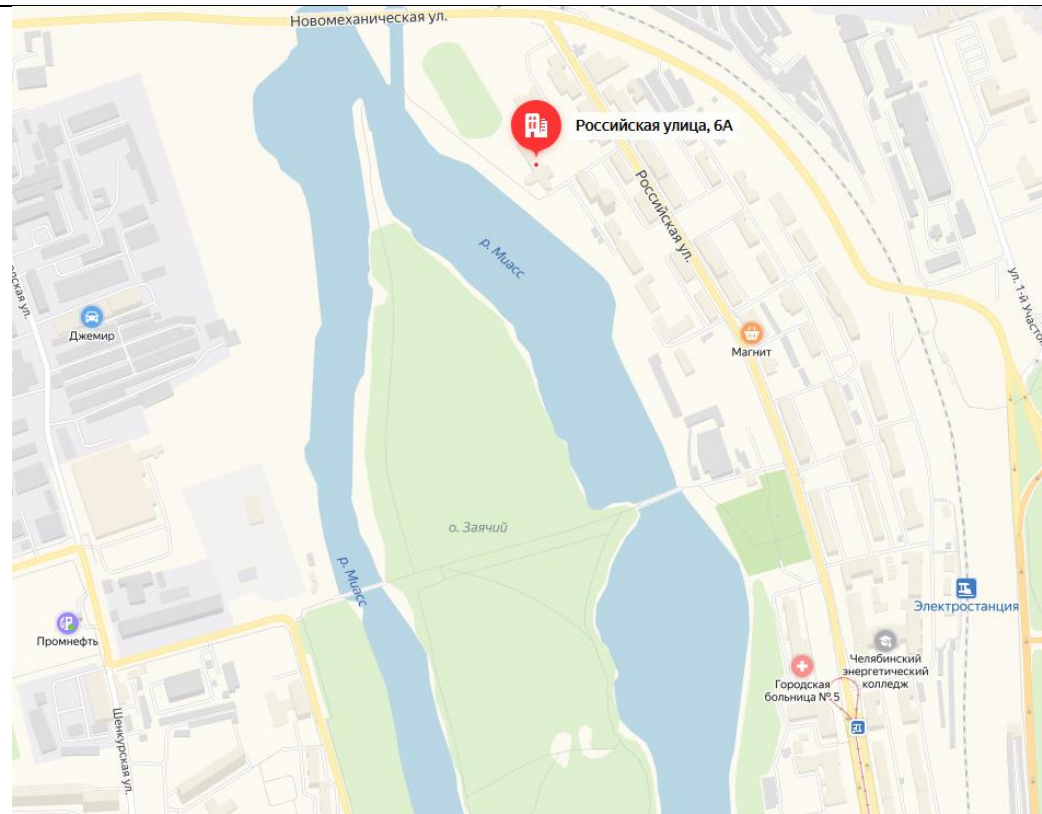 Новомеханическая ул.
Российская улица, 6А
Российская ул.
р. Миасс
ул. 1-й Участок
Джемир
Магнит
о. Заячий
р. Миасс
Электростанция
Промнефть
Челябинский
энергетический
колледж
Городская
больница № 5
Шенкурская ул.